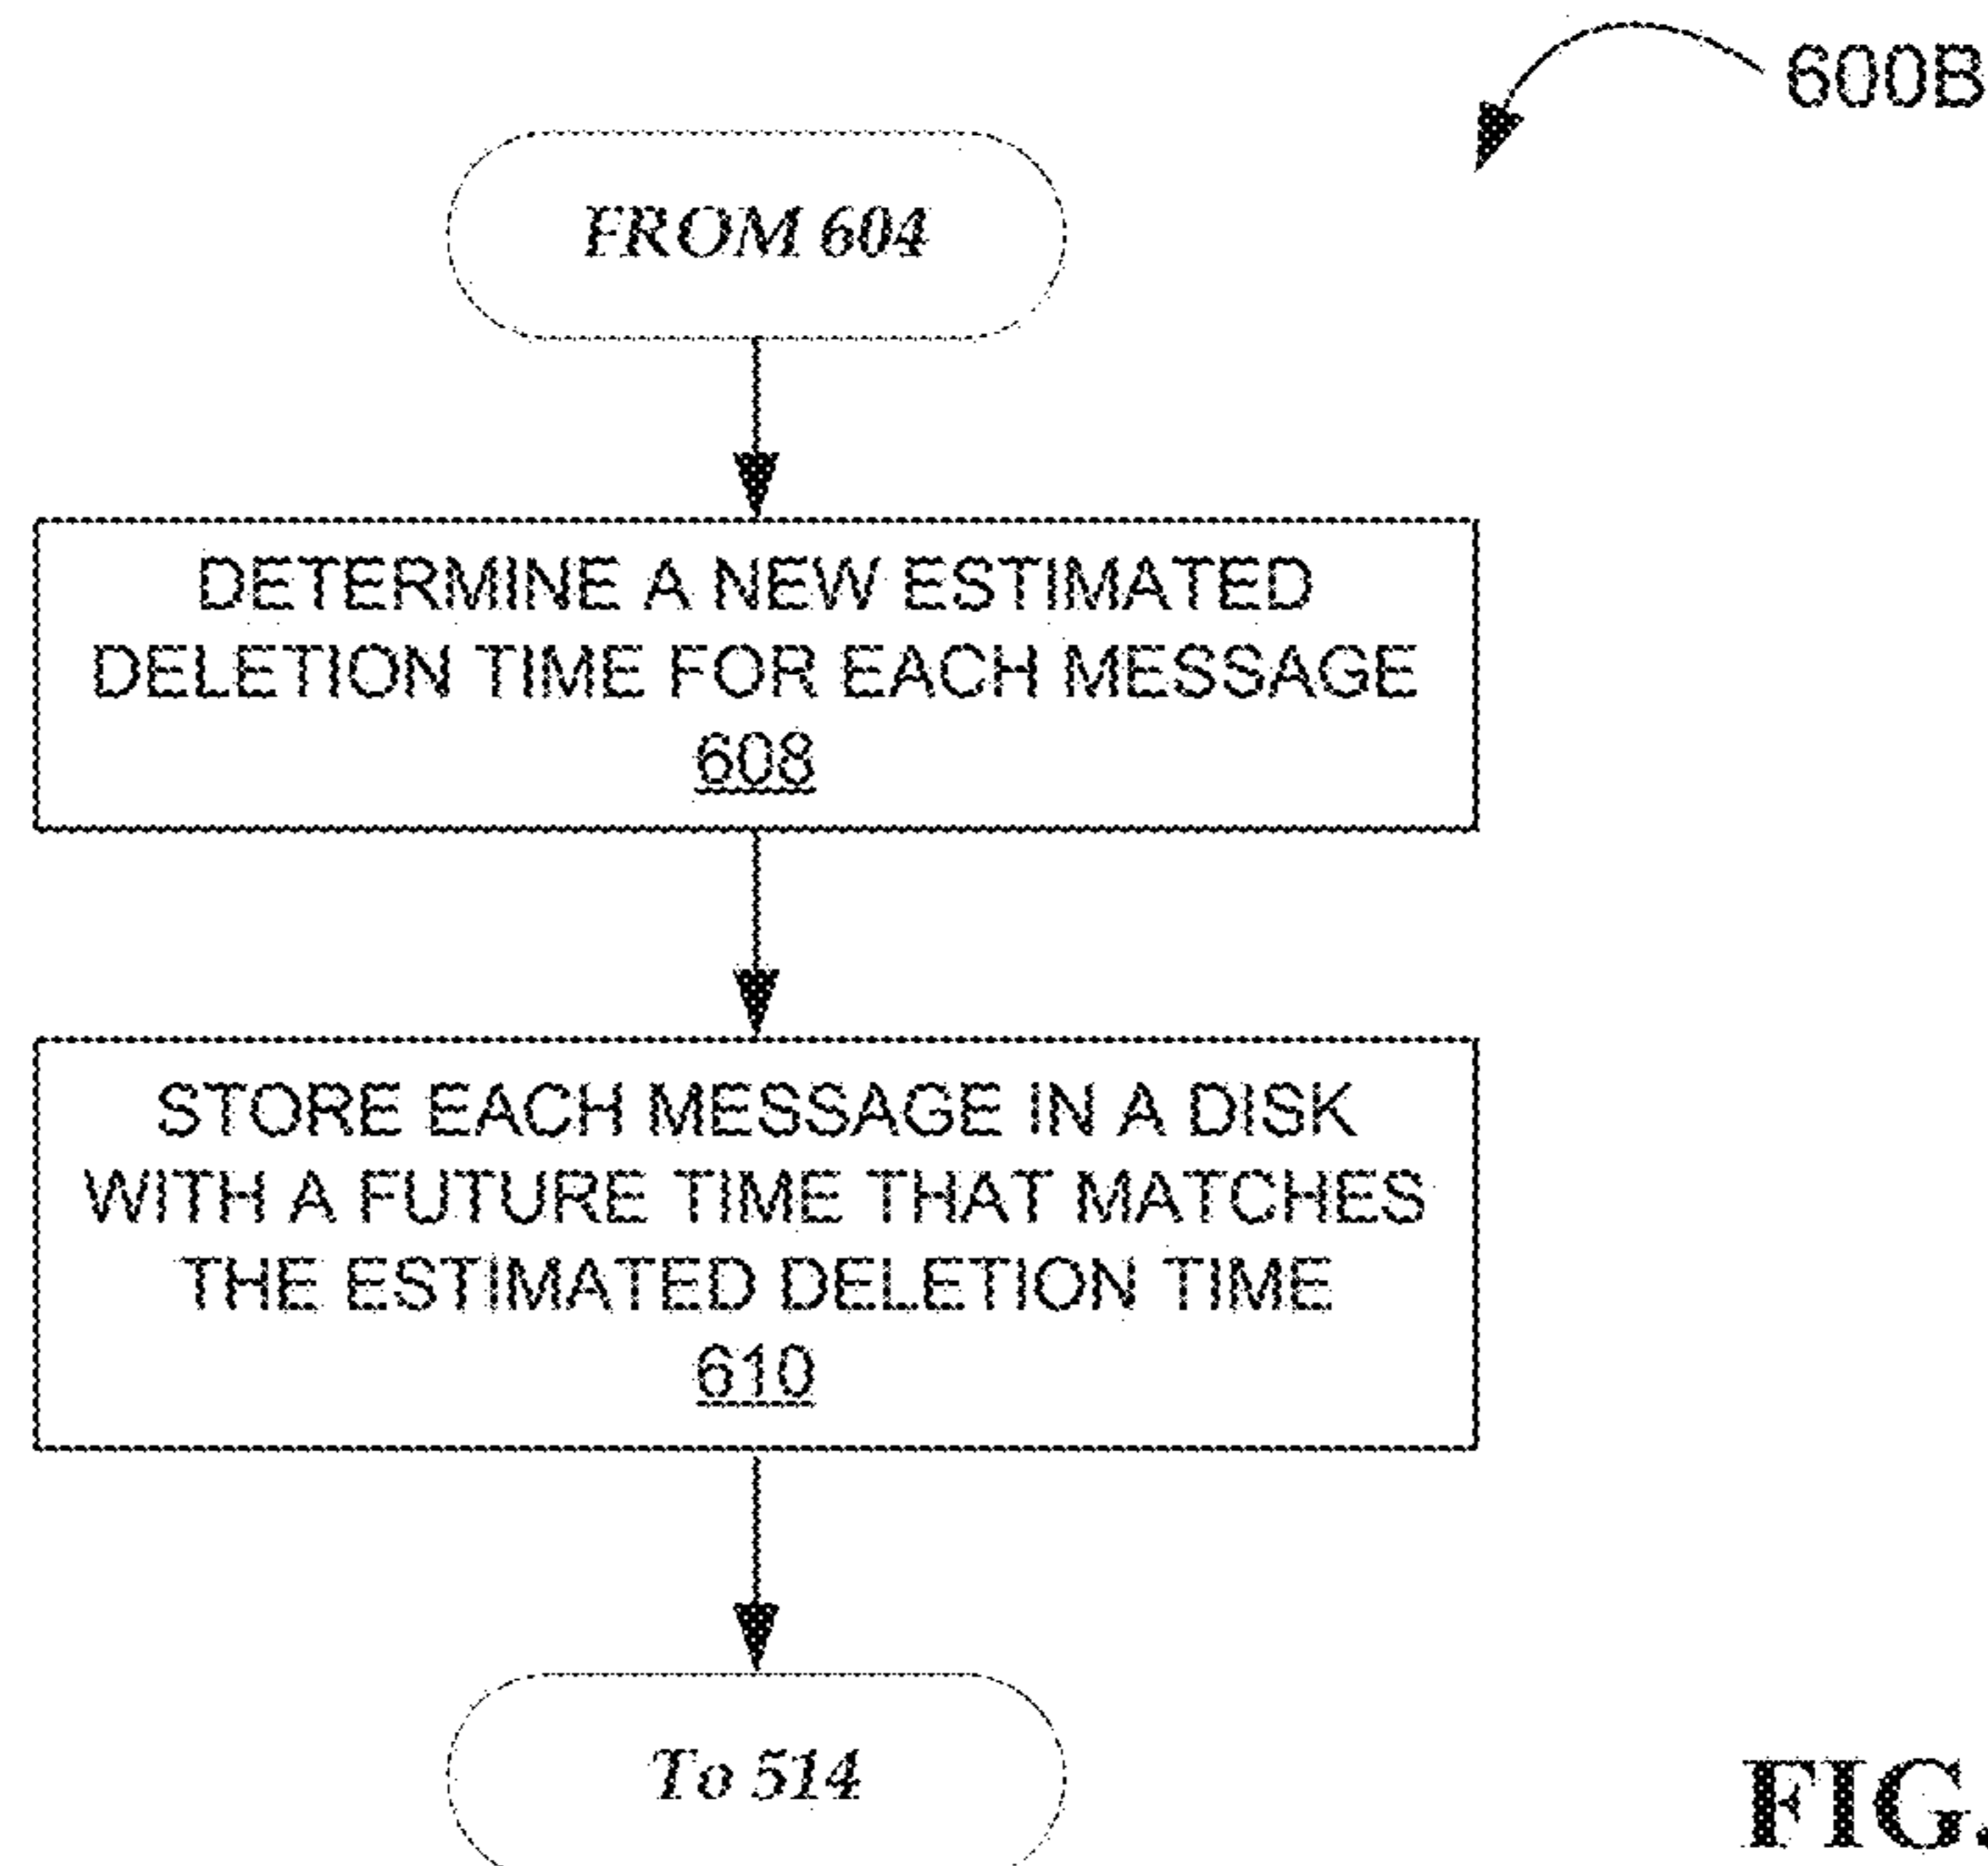 600B
FROM 604
DETERMINE A NEW ESTIMATED
DELETION TIME FOR EACH MESSAGE
608
STORE EACH MESSAGE IN A DISK
WITH A FUTURE TIME THAT MATCHES
THE ESTIMATED DELETION TIME
610
To 514
FIG.